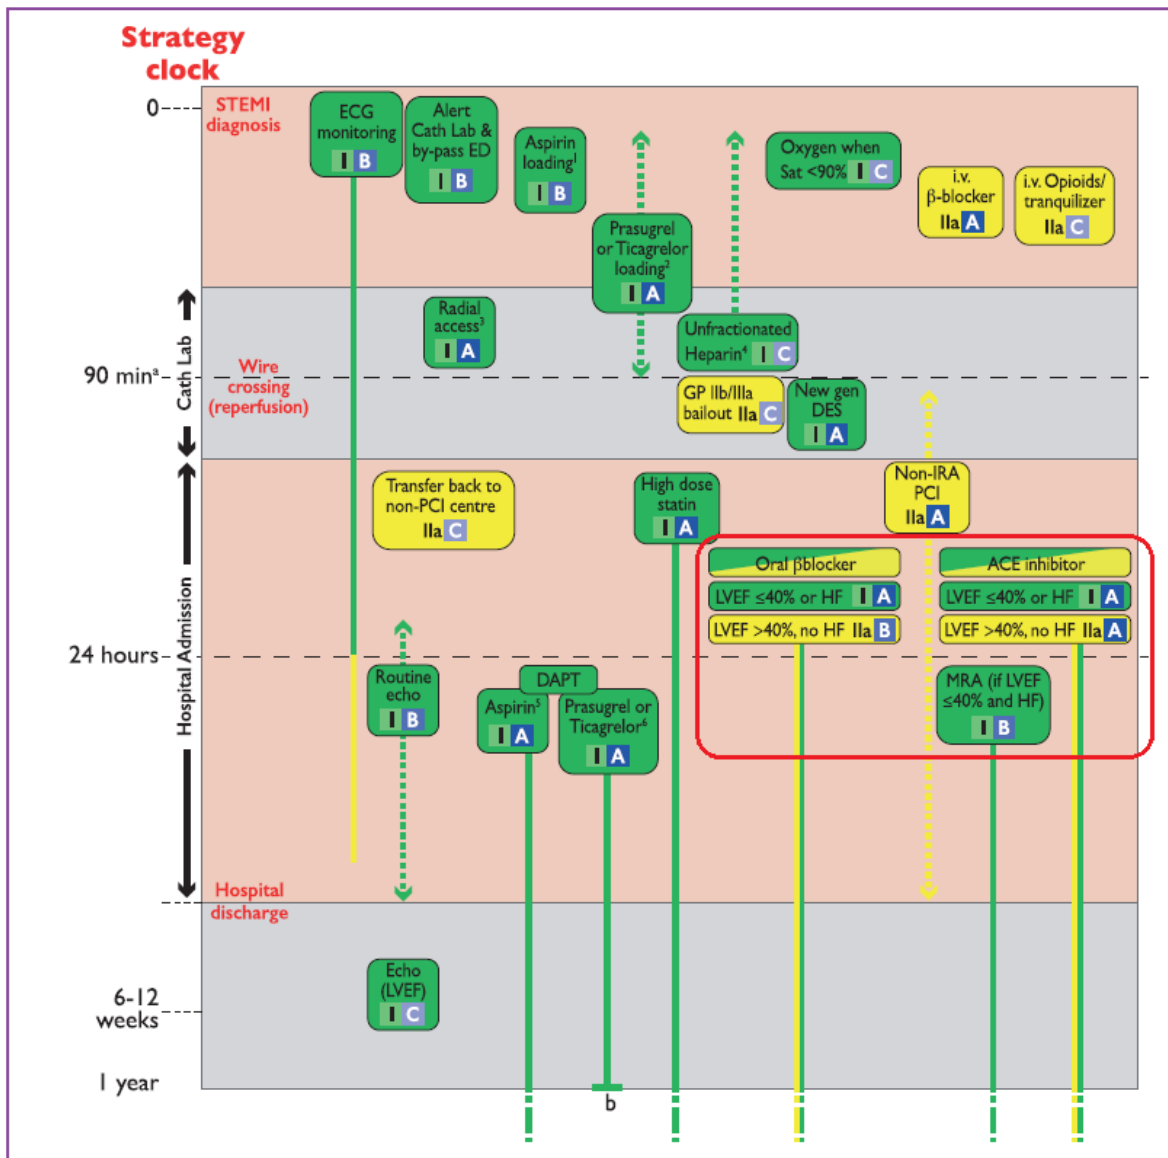 Strategy
clock
0
STEMI
diagnosis
ECG
monitoring
I B
Alert
Cath Lab &
by-pass ED
I B
Aspirin
loading¹
I B
Prasugrel
or Ticagrelor
loading²
I A
Oxygen when
Sat <90% I C
i.v.
β-blocker
IIa A
i.v. Opioids/
tranquilizer
IIa C
Cath Lab
90 minᵃ
Wire
crossing
(reperfusion)
Radial
access³
I A
Unfractionated
Heparin⁴ I C
GP IIb/IIIa
bailout IIa C
New gen
DES
I A
Hospital Admission
Transfer back to
non-PCI centre
IIa C
High dose
statin
I A
Non-IRA
PCI
IIa A
Oral βblocker
LVEF ≤40% or HF I A
LVEF >40%, no HF IIa B
ACE inhibitor
LVEF ≤40% or HF I A
LVEF >40%, no HF IIa A
24 hours
Routine
echo
I B
DAPT
Aspirin⁵
I A
Prasugrel or
Ticagrelor⁶
I A
MRA (if LVEF
≤40% and HF)
I B
Hospital
discharge
Echo
(LVEF)
I C
6-12
weeks
1 year
b